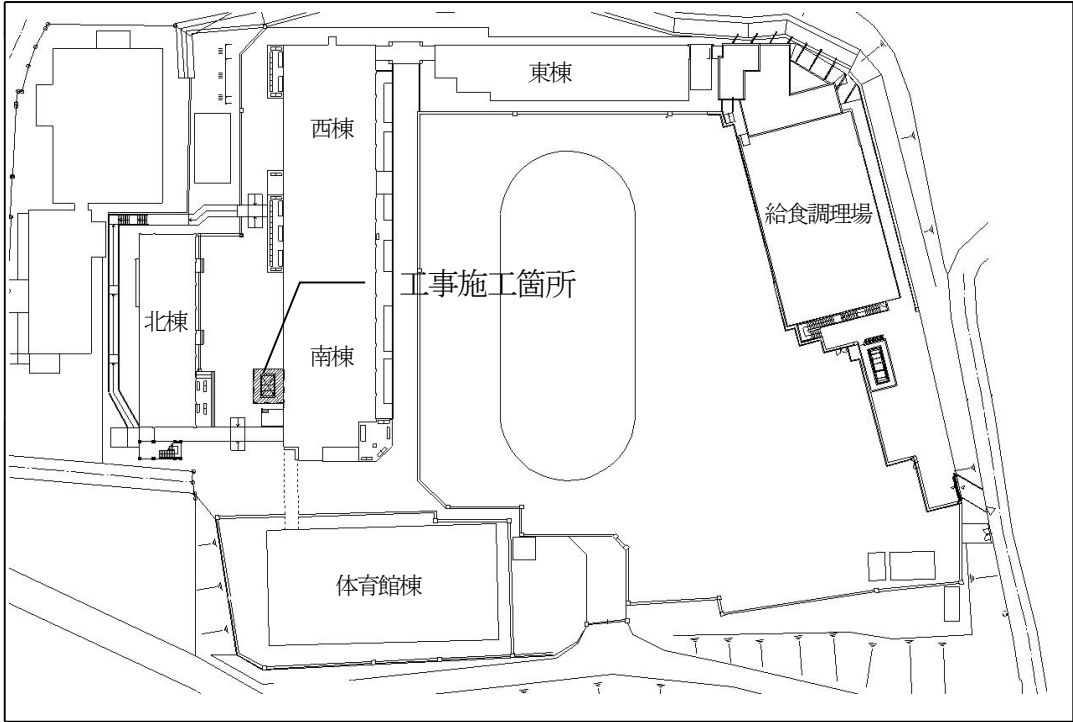 東棟
西棟
給食調理場
工事施工箇所
北棟
南棟
体育館棟